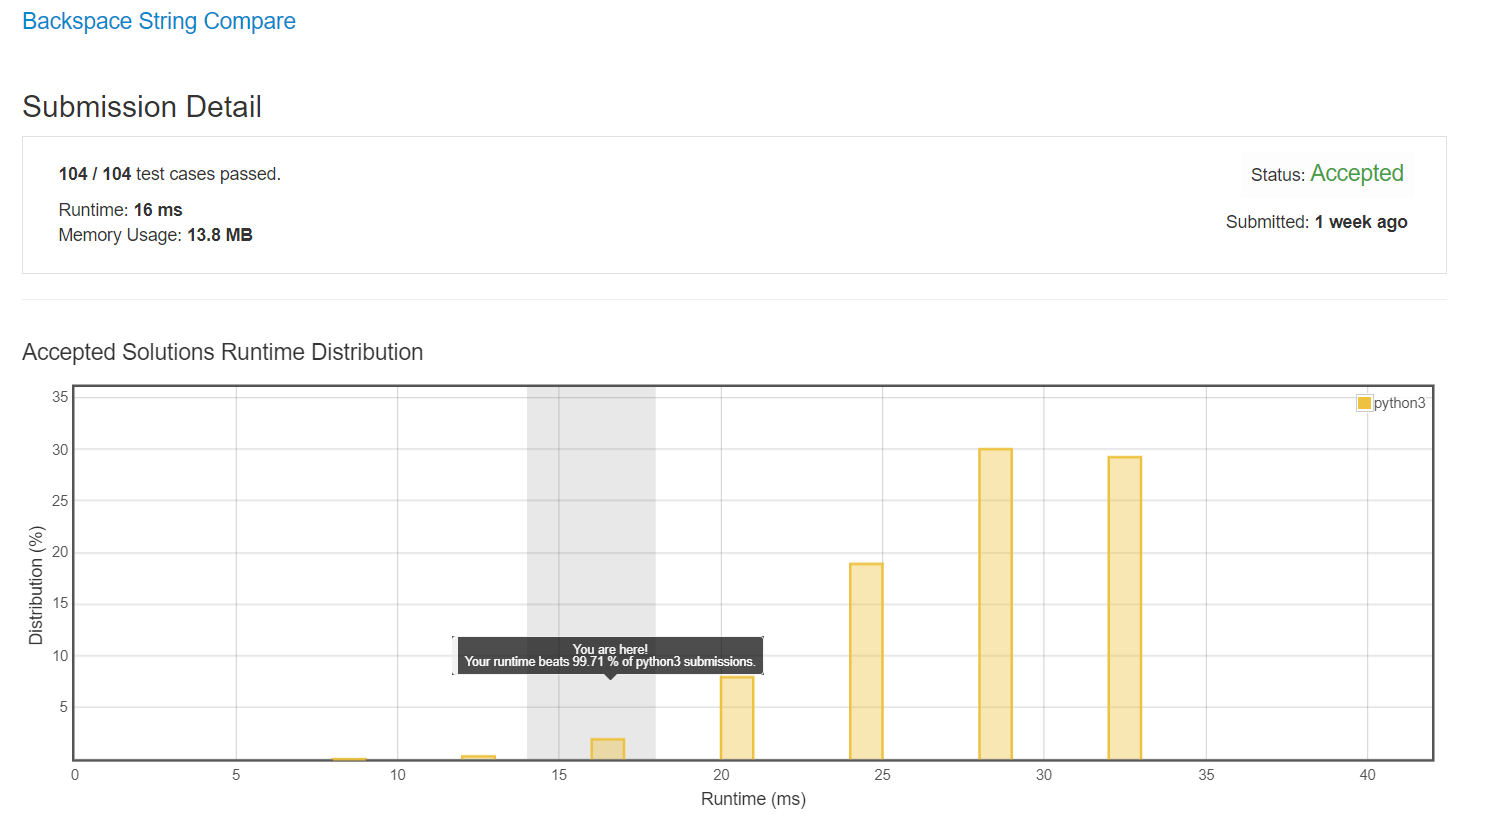 Backspace String Compare
Submission Detail
104 / 104 test cases passed.
Status: Accepted
Runtime: 16 ms
Submitted: 1 week ago
Memory Usage: 13.8 MB
Accepted Solutions Runtime Distribution
35
30
25
20
15
10
5
Distribution (%)
python3
You are here!
Your runtime beats 99.71 % of python3 submissions.
0 5 10 15 20 25 30 35 40
Runtime (ms)